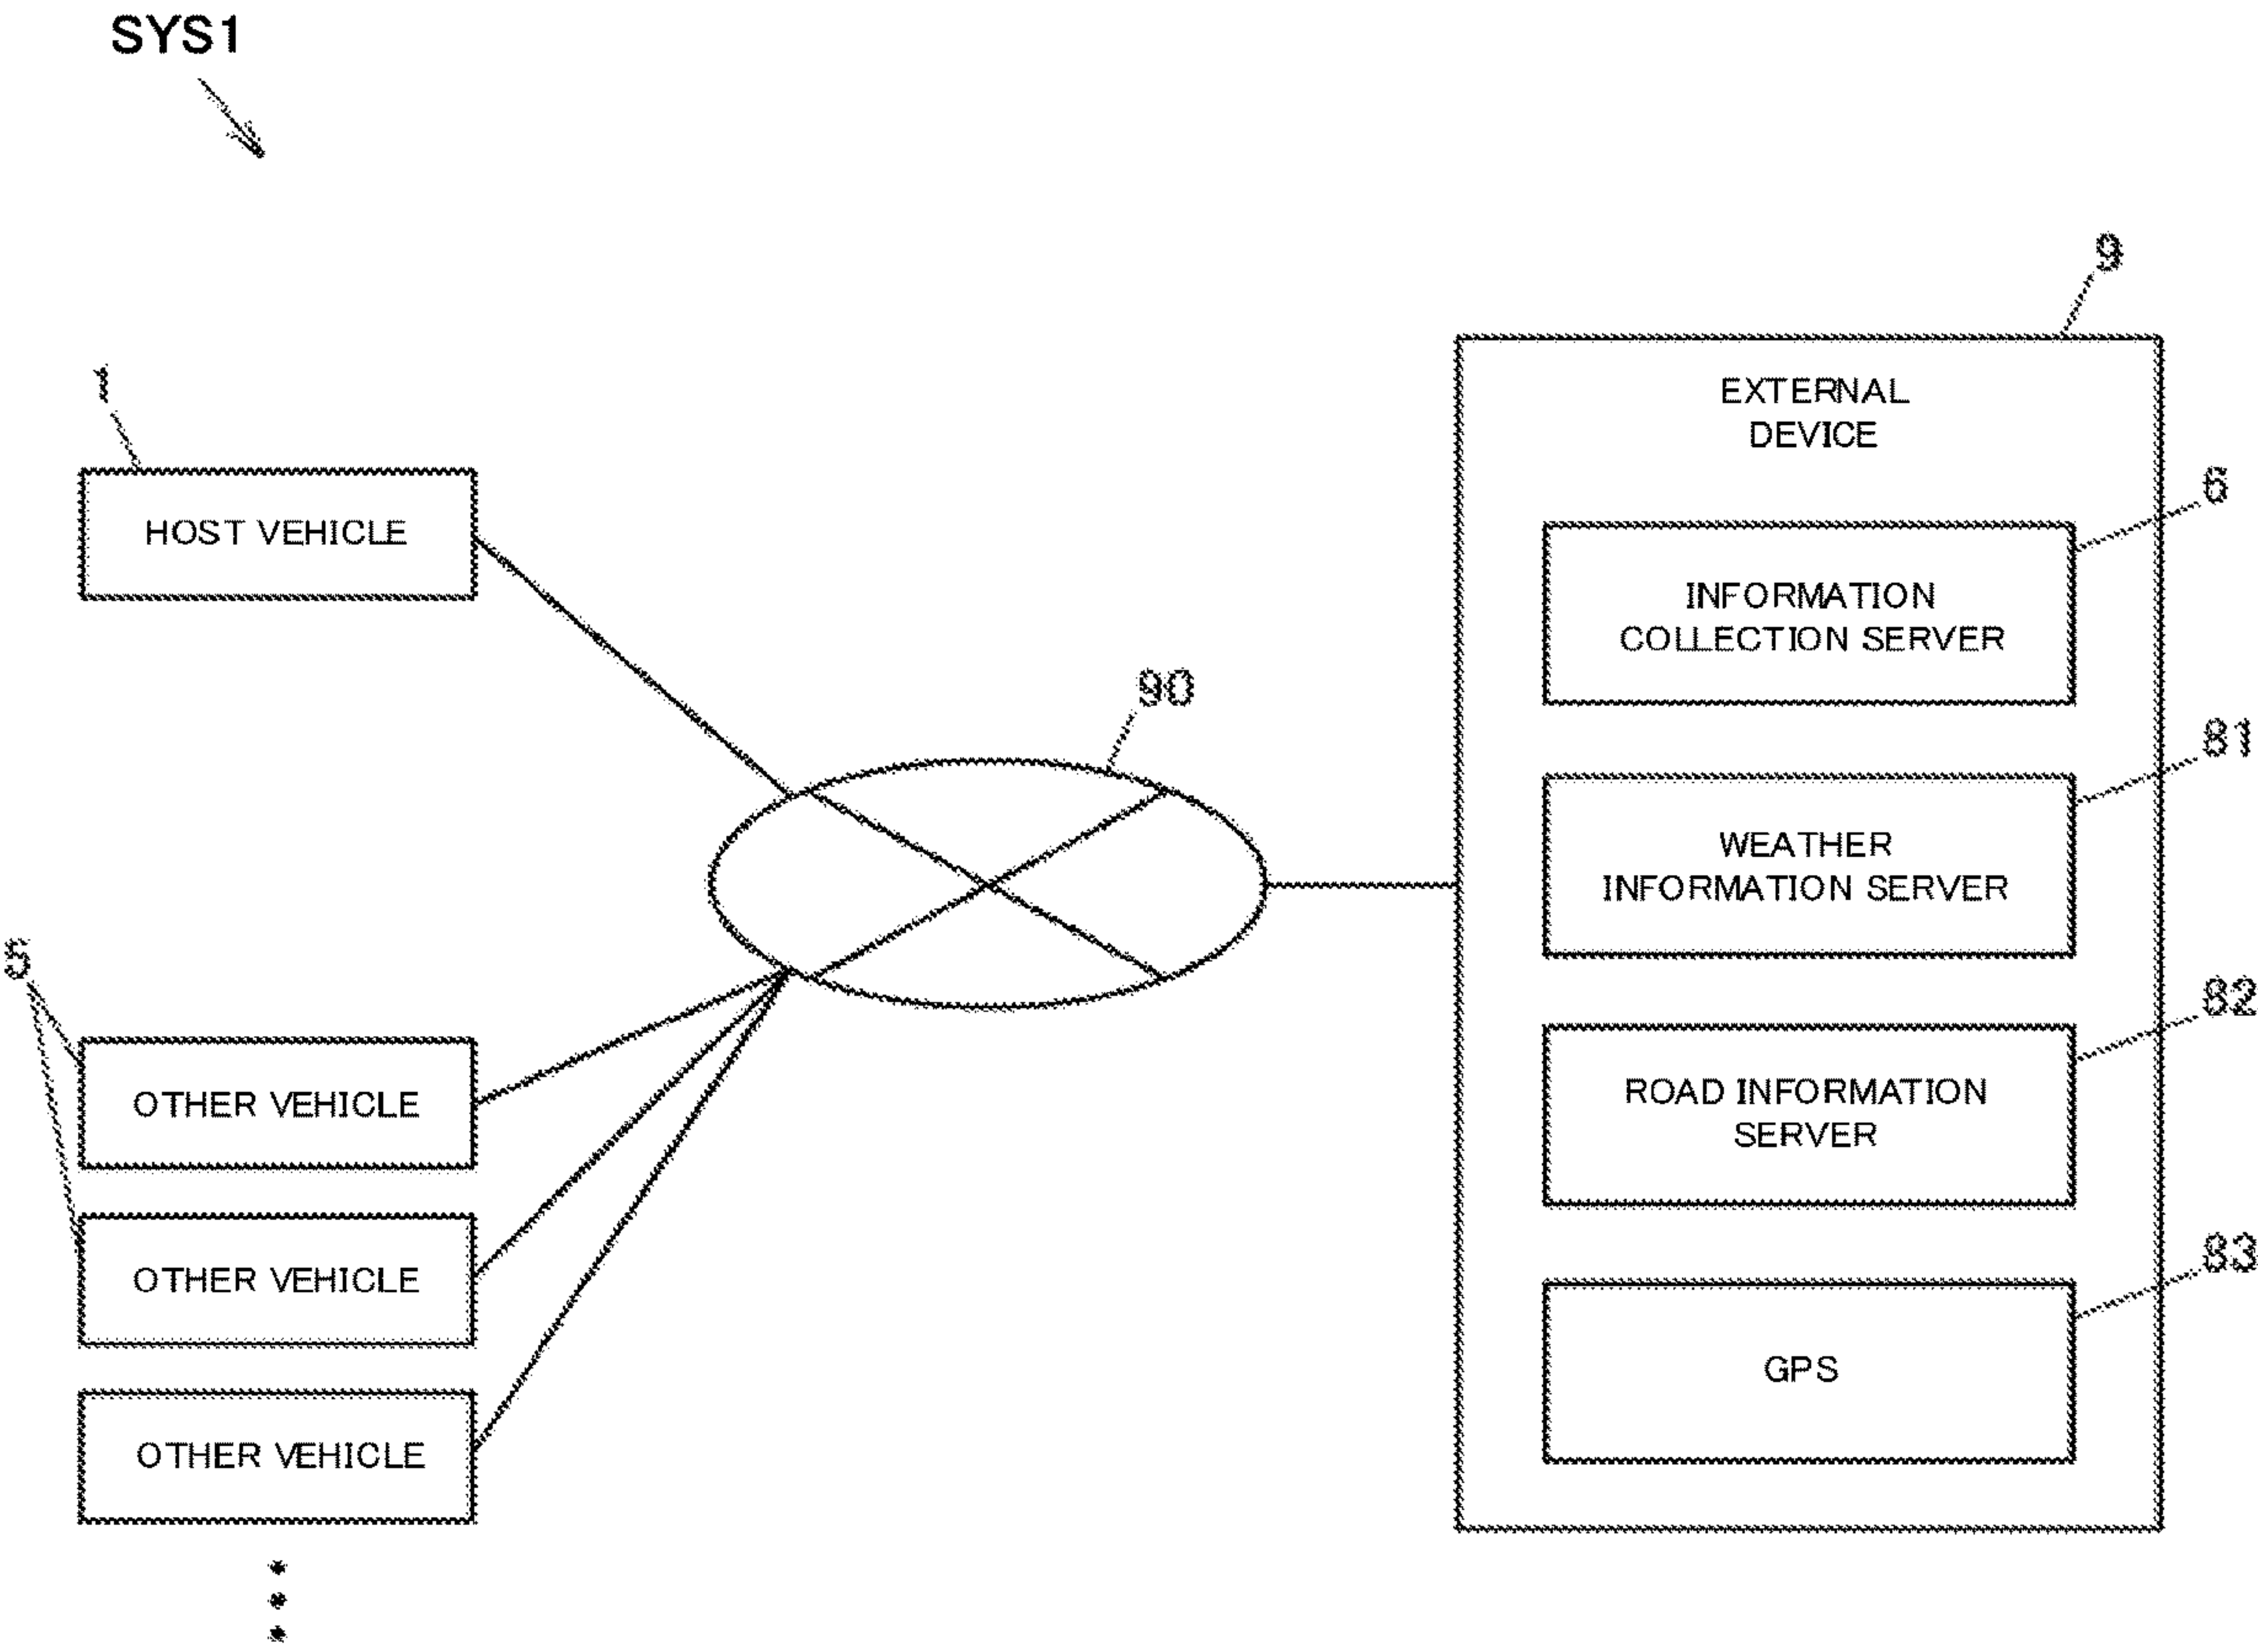 SYS1
9
1
EXTERNAL
DEVICE
HOST VEHICLE
6
INFORMATION
COLLECTION SERVER
90
81
WEATHER
INFORMATION SERVER
5
82
OTHER VEHICLE
ROAD INFORMATION
SERVER
OTHER VEHICLE
83
GPS
OTHER VEHICLE